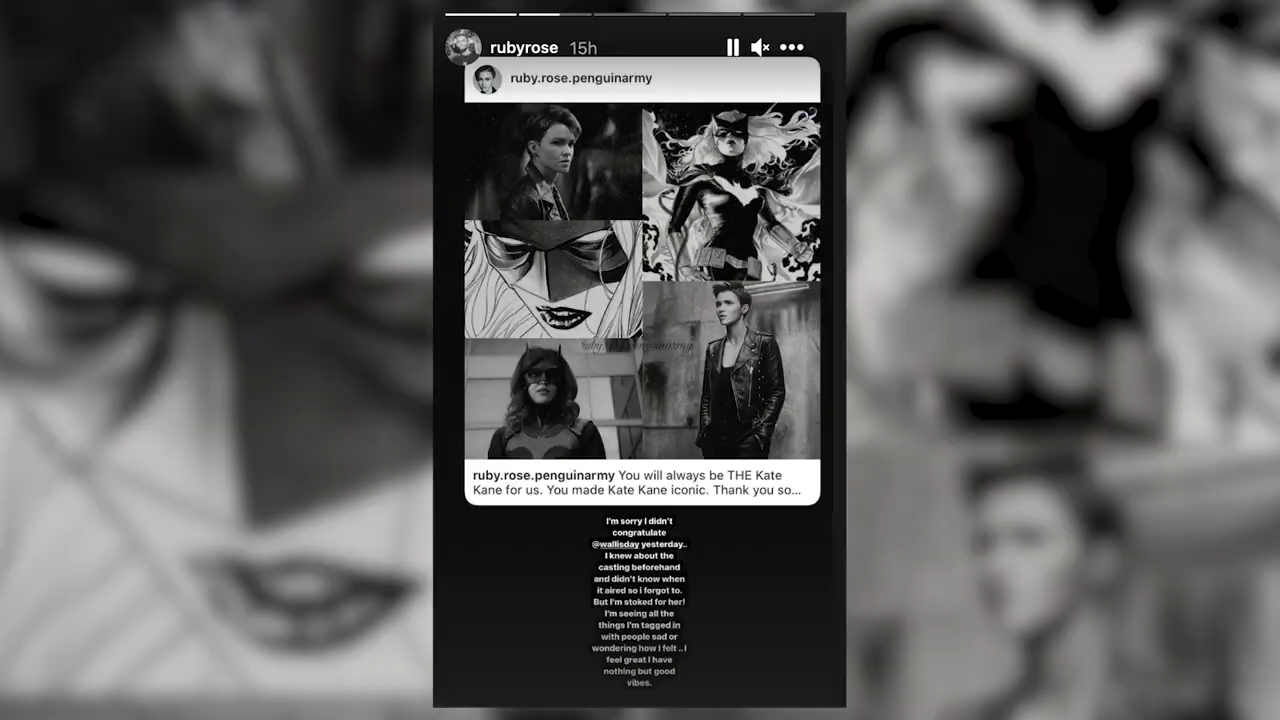 rubyrose 15h
ruby.rose.penguinarmy
ruby.rose.penguinarmy You will always be THE Kate
Kane for us. You made Kate Kane iconic. Thank you so...
I'm sorry I didn't
congratulate
@wallisday yesterday..
I knew about the
casting beforehand
and didn't know when
it aired so i forgot to.
But I'm stoked for her!
I'm seeing all the
things I'm tagged in
with people sad or
wondering how I felt .. I
feel great I have
nothing but good
vibes.